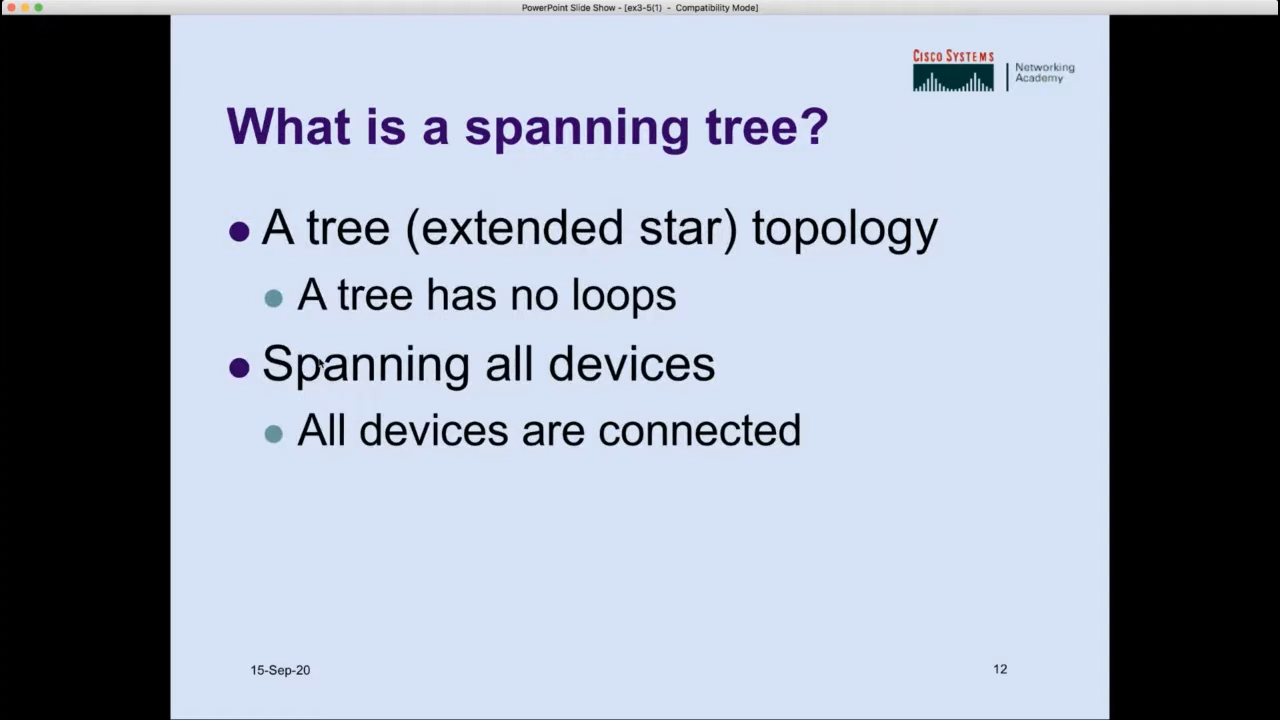 PowerPoint Slide Show - [ex3-5(1) - Compatibility Mode]
CISCO SYSTEMS
Networking
Academy
What is a spanning tree?
A tree (extended star) topology
A tree has no loops
Spanning all devices
All devices are connected
15-Sep-20
12